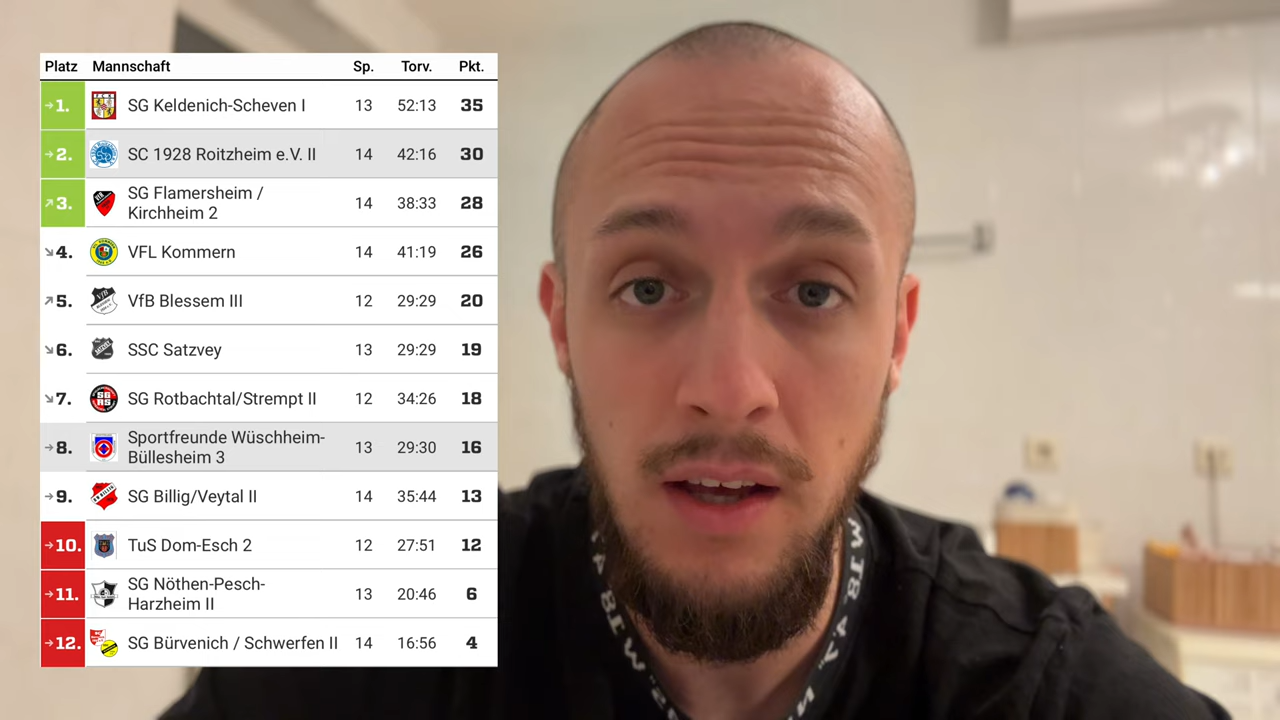 Platz Mannschaft Sp. Torv. Pkt.
→1. SG Keldenich-Scheven I 13 52:13 35
→2. SC 1928 Roitzheim e.V. II 14 42:16 30
↗3. SG Flamersheim /
Kirchheim 2 14 38:33 28
↘4. VFL Kommern 14 41:19 26
↗5. VfB Blessem III 12 29:29 20
↘6. SSC Satzvey 13 29:29 19
↘7. SG Rotbachtal/Strempt II 12 34:26 18
→8. Sportfreunde Wüschheim-
Büllesheim 3 13 29:30 16
→9. SG Billig/Veytal II 14 35:44 13
→10. TuS Dom-Esch 2 12 27:51 12
→11. SG Nöthen-Pesch-
Harzheim II 13 20:46 6
→12. SG Bürvenich / Schwerfen II 14 16:56 4